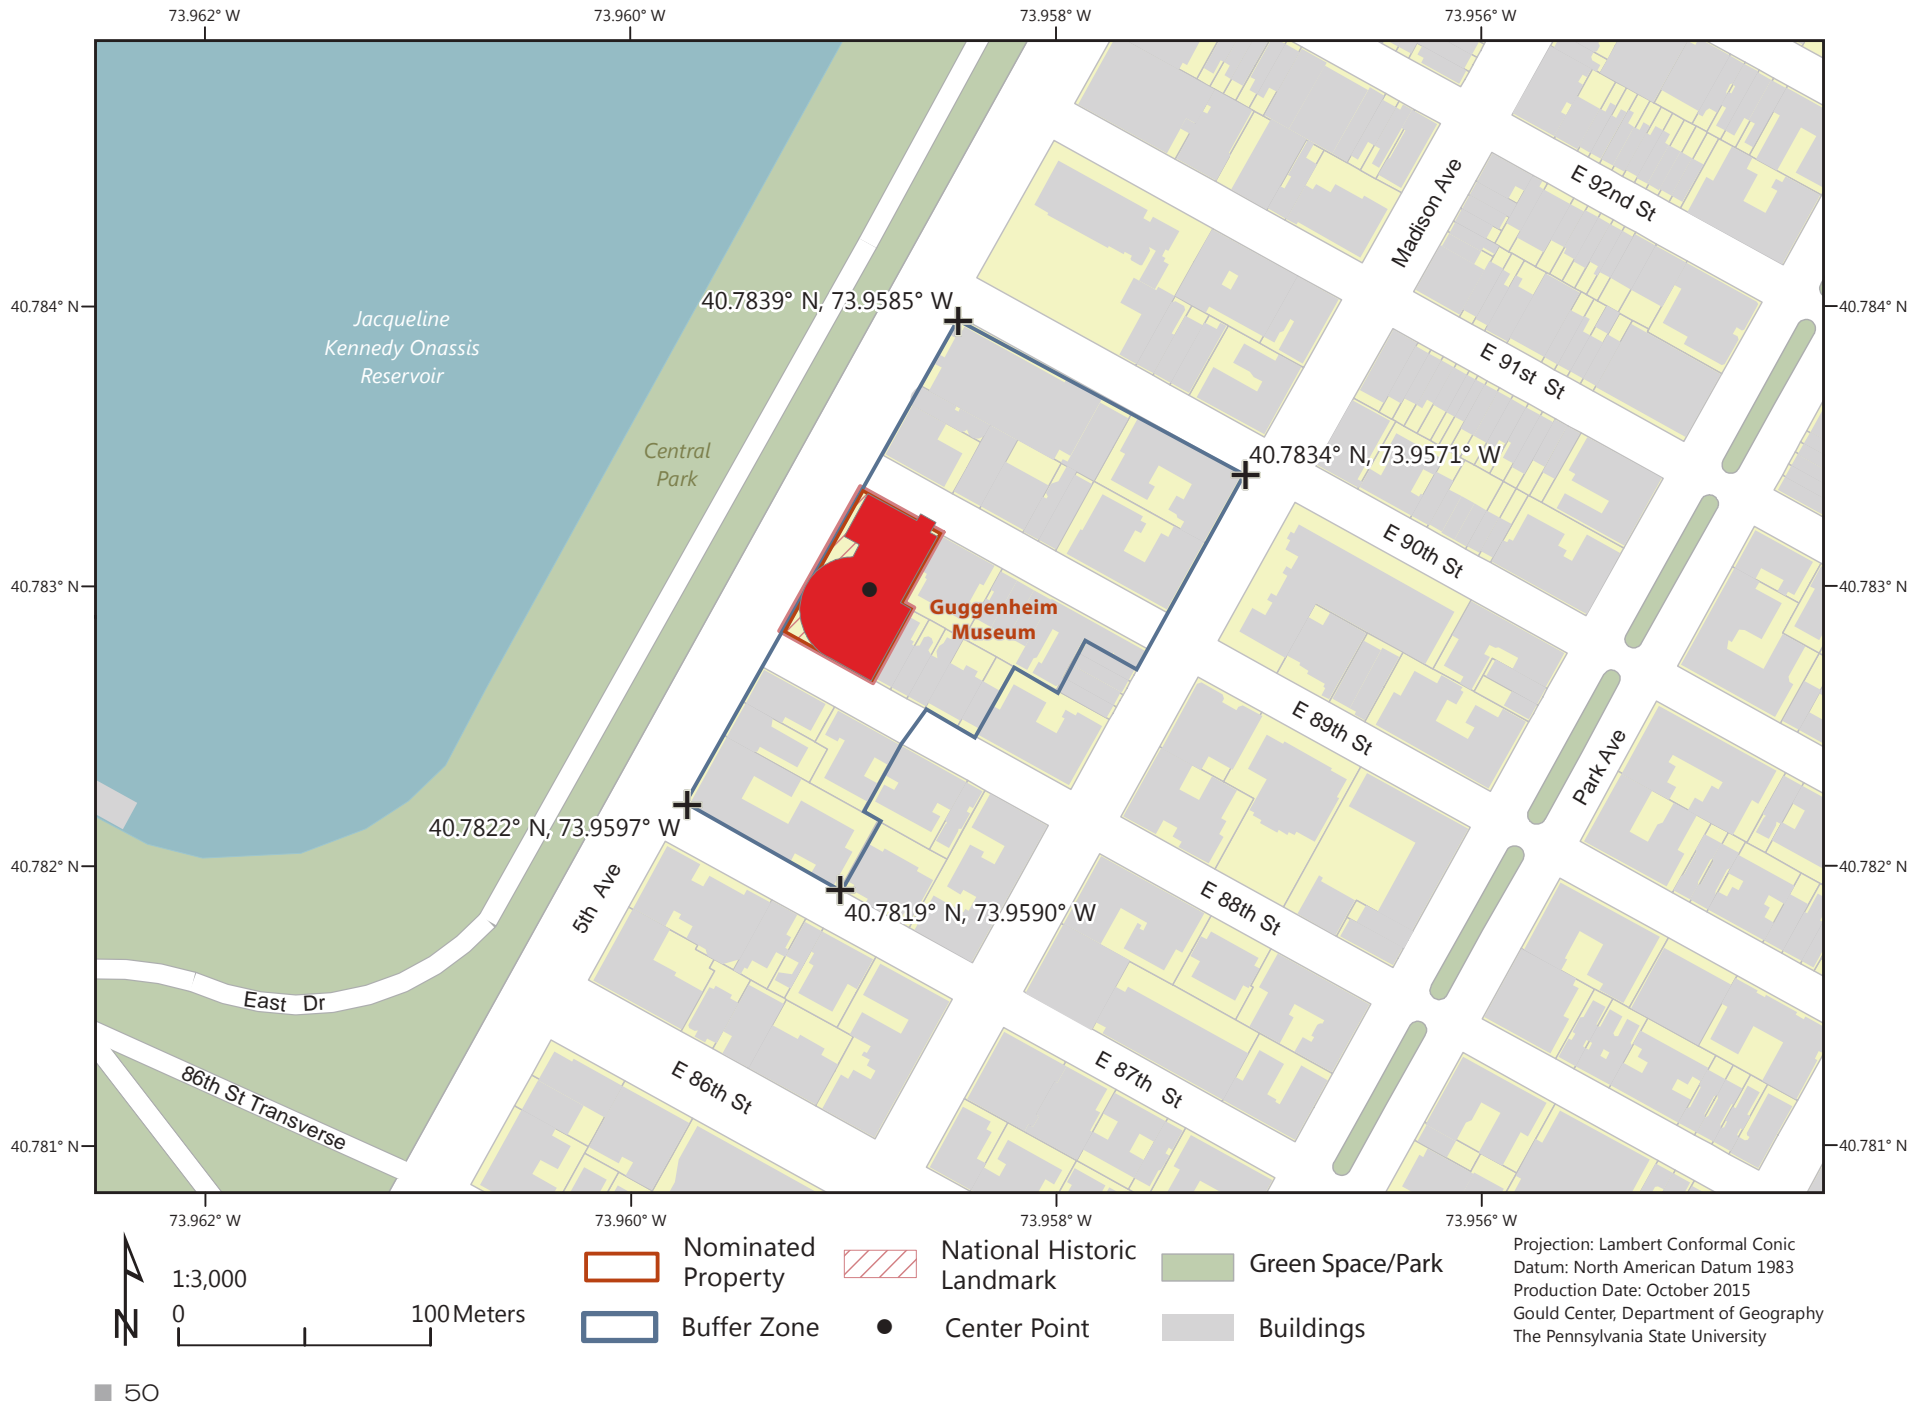 73.962° W
73.960° W
73.958° W
73.956° W
Madison Ave
E 92nd St
40.784° N
40.7839° N, 73.9585° W
40.784° N
Jacqueline
Kennedy Onassis
Reservoir
E 91st St
Central
Park
40.7834° N, 73.9571° W
E 90th St
40.783° N
40.783° N
Guggenheim
Museum
E 89th St
Park Ave
40.7822° N, 73.9597° W
40.782° N
40.782° N
5th Ave
E 88th St
40.7819° N, 73.9590° W
East Dr
E 87th St
E 86th St
86th St Transverse
40.781° N
40.781° N
73.962° W
73.960° W
73.958° W
73.956° W
N
1:3,000
0
100 Meters
Nominated
Property
Buffer Zone
National Historic
Landmark
Center Point
Green Space/Park
Buildings
Projection: Lambert Conformal Conic
Datum: North American Datum 1983
Production Date: October 2015
Gould Center, Department of Geography
The Pennsylvania State University
50